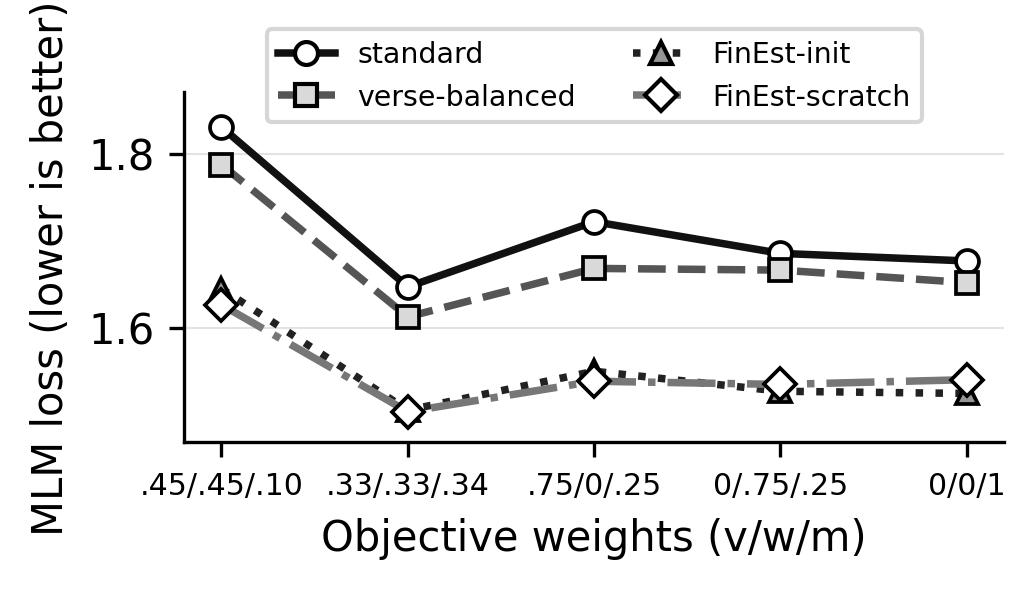 standard
verse-balanced
FinEst-init
FinEst-scratch
MLM loss (lower is better)
1.8
1.6
.45/.45/.10 .33/.33/.34 .75/0/.25 0/.75/.25 0/0/1
Objective weights (v/w/m)